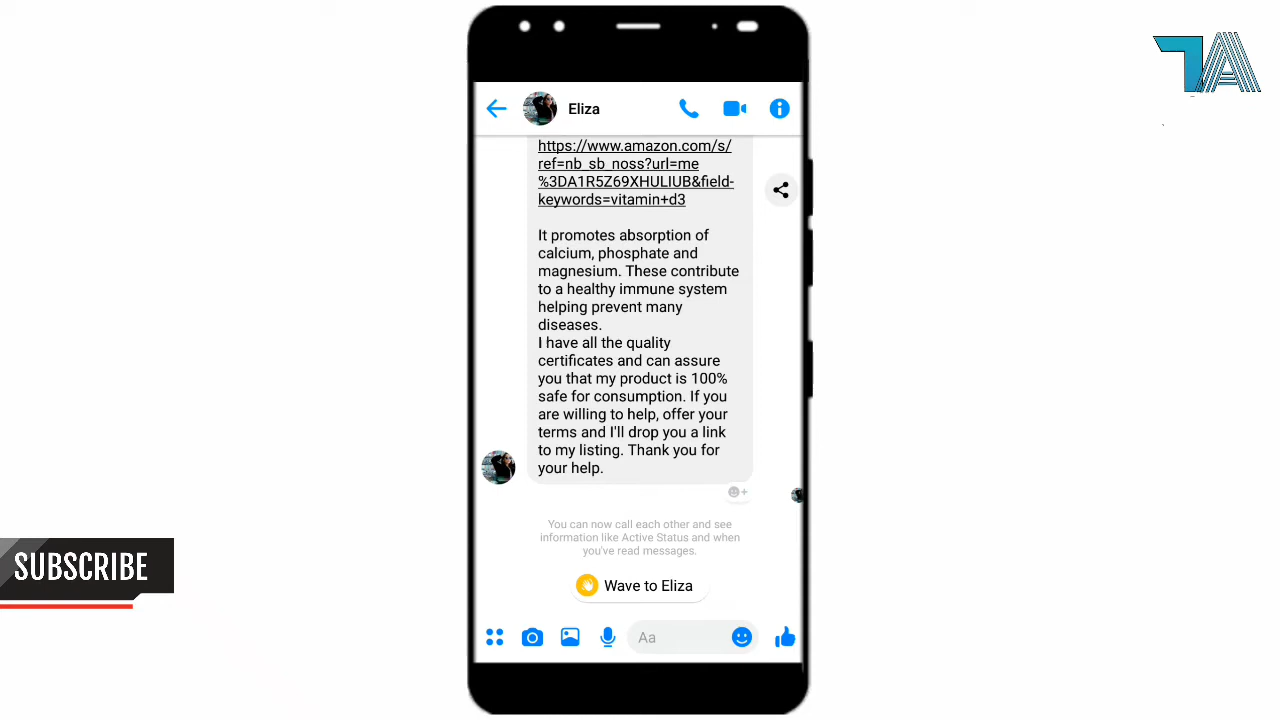 Eliza
https://www.amazon.com/s/
ref=nb_sb_noss?url=me
%3DA1R5Z69XHULIUB&field-
keywords=vitamin+d3
It promotes absorption of
calcium, phosphate and
magnesium. These contribute
to a healthy immune system
helping prevent many
diseases.
I have all the quality
certificates and can assure
you that my product is 100%
safe for consumption. If you
are willing to help, offer your
terms and I'll drop you a link
to my listing. Thank you for
your help.
You can now call each other and see
information like Active Status and when
you've read messages.
Wave to Eliza
Aa
SUBSCRIBE
TA